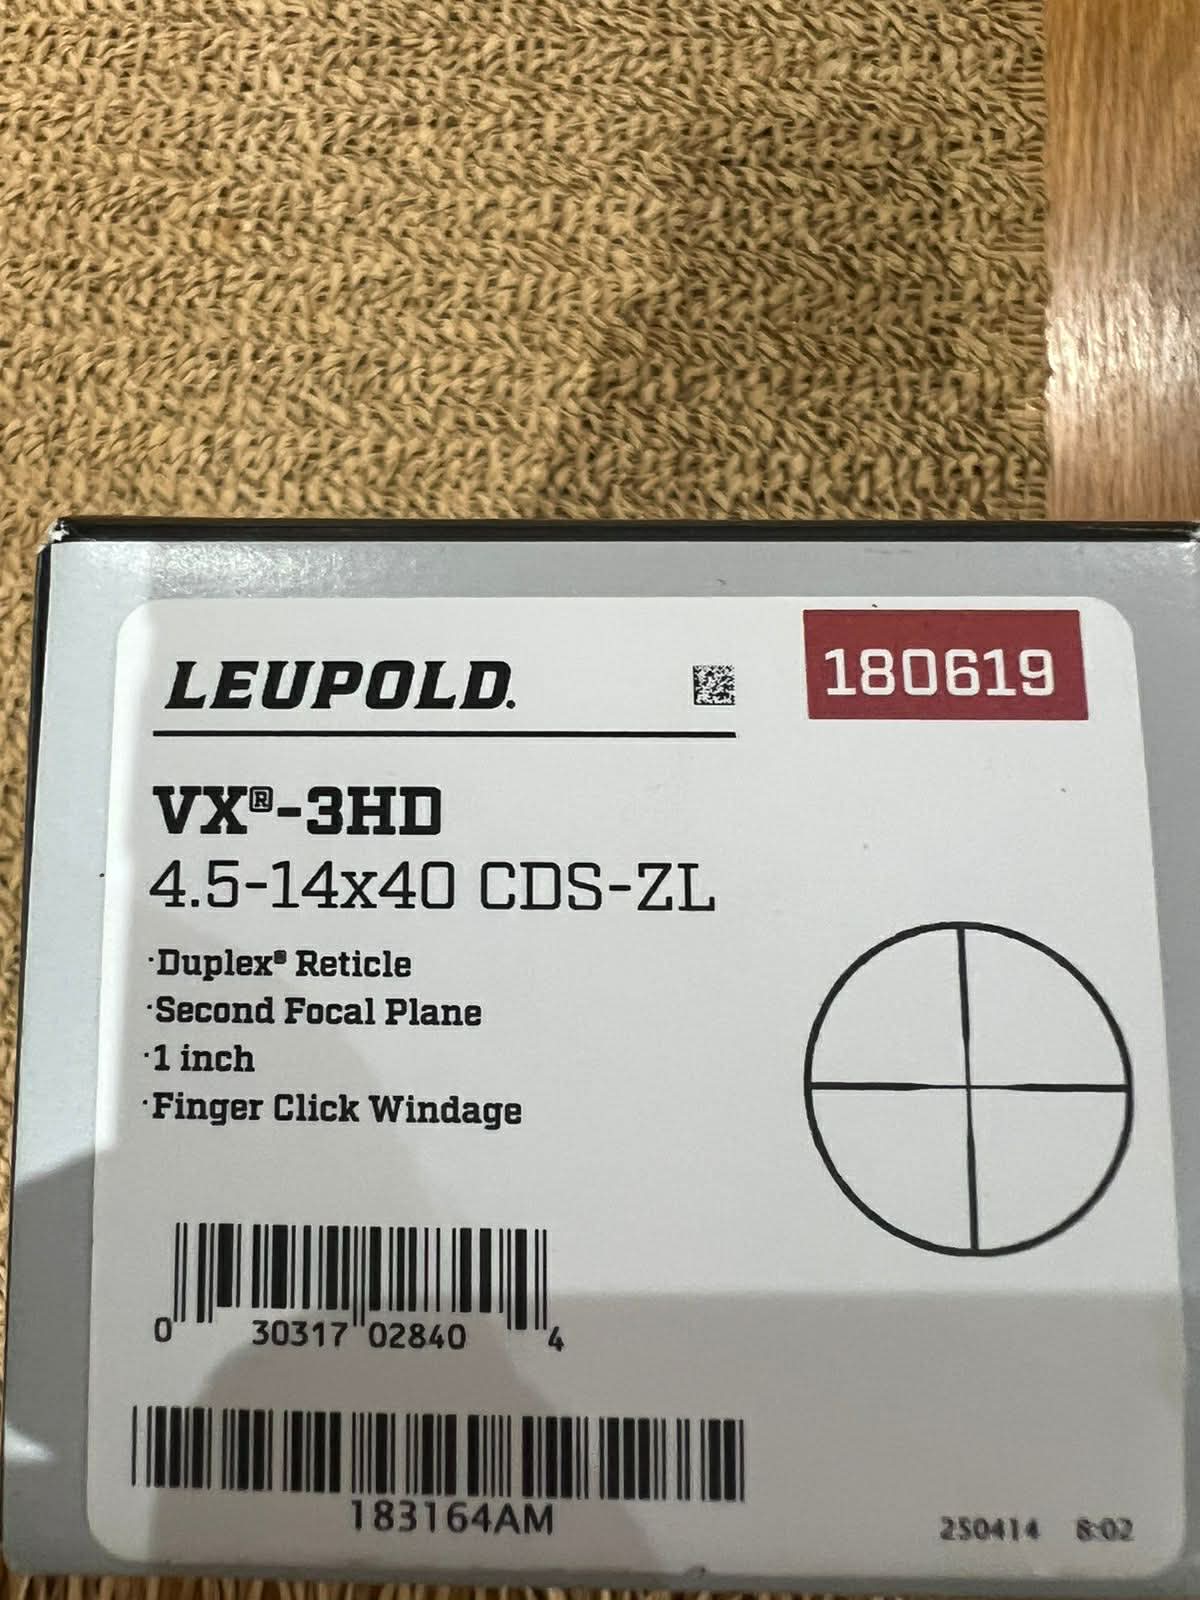 LEUPOLD.
180619
VX®-3HD
4.5-14x40 CDS-ZL
·Duplex® Reticle
·Second Focal Plane
·1 inch
·Finger Click Windage
0 30317 02840 4
183164AM
250414 8:02